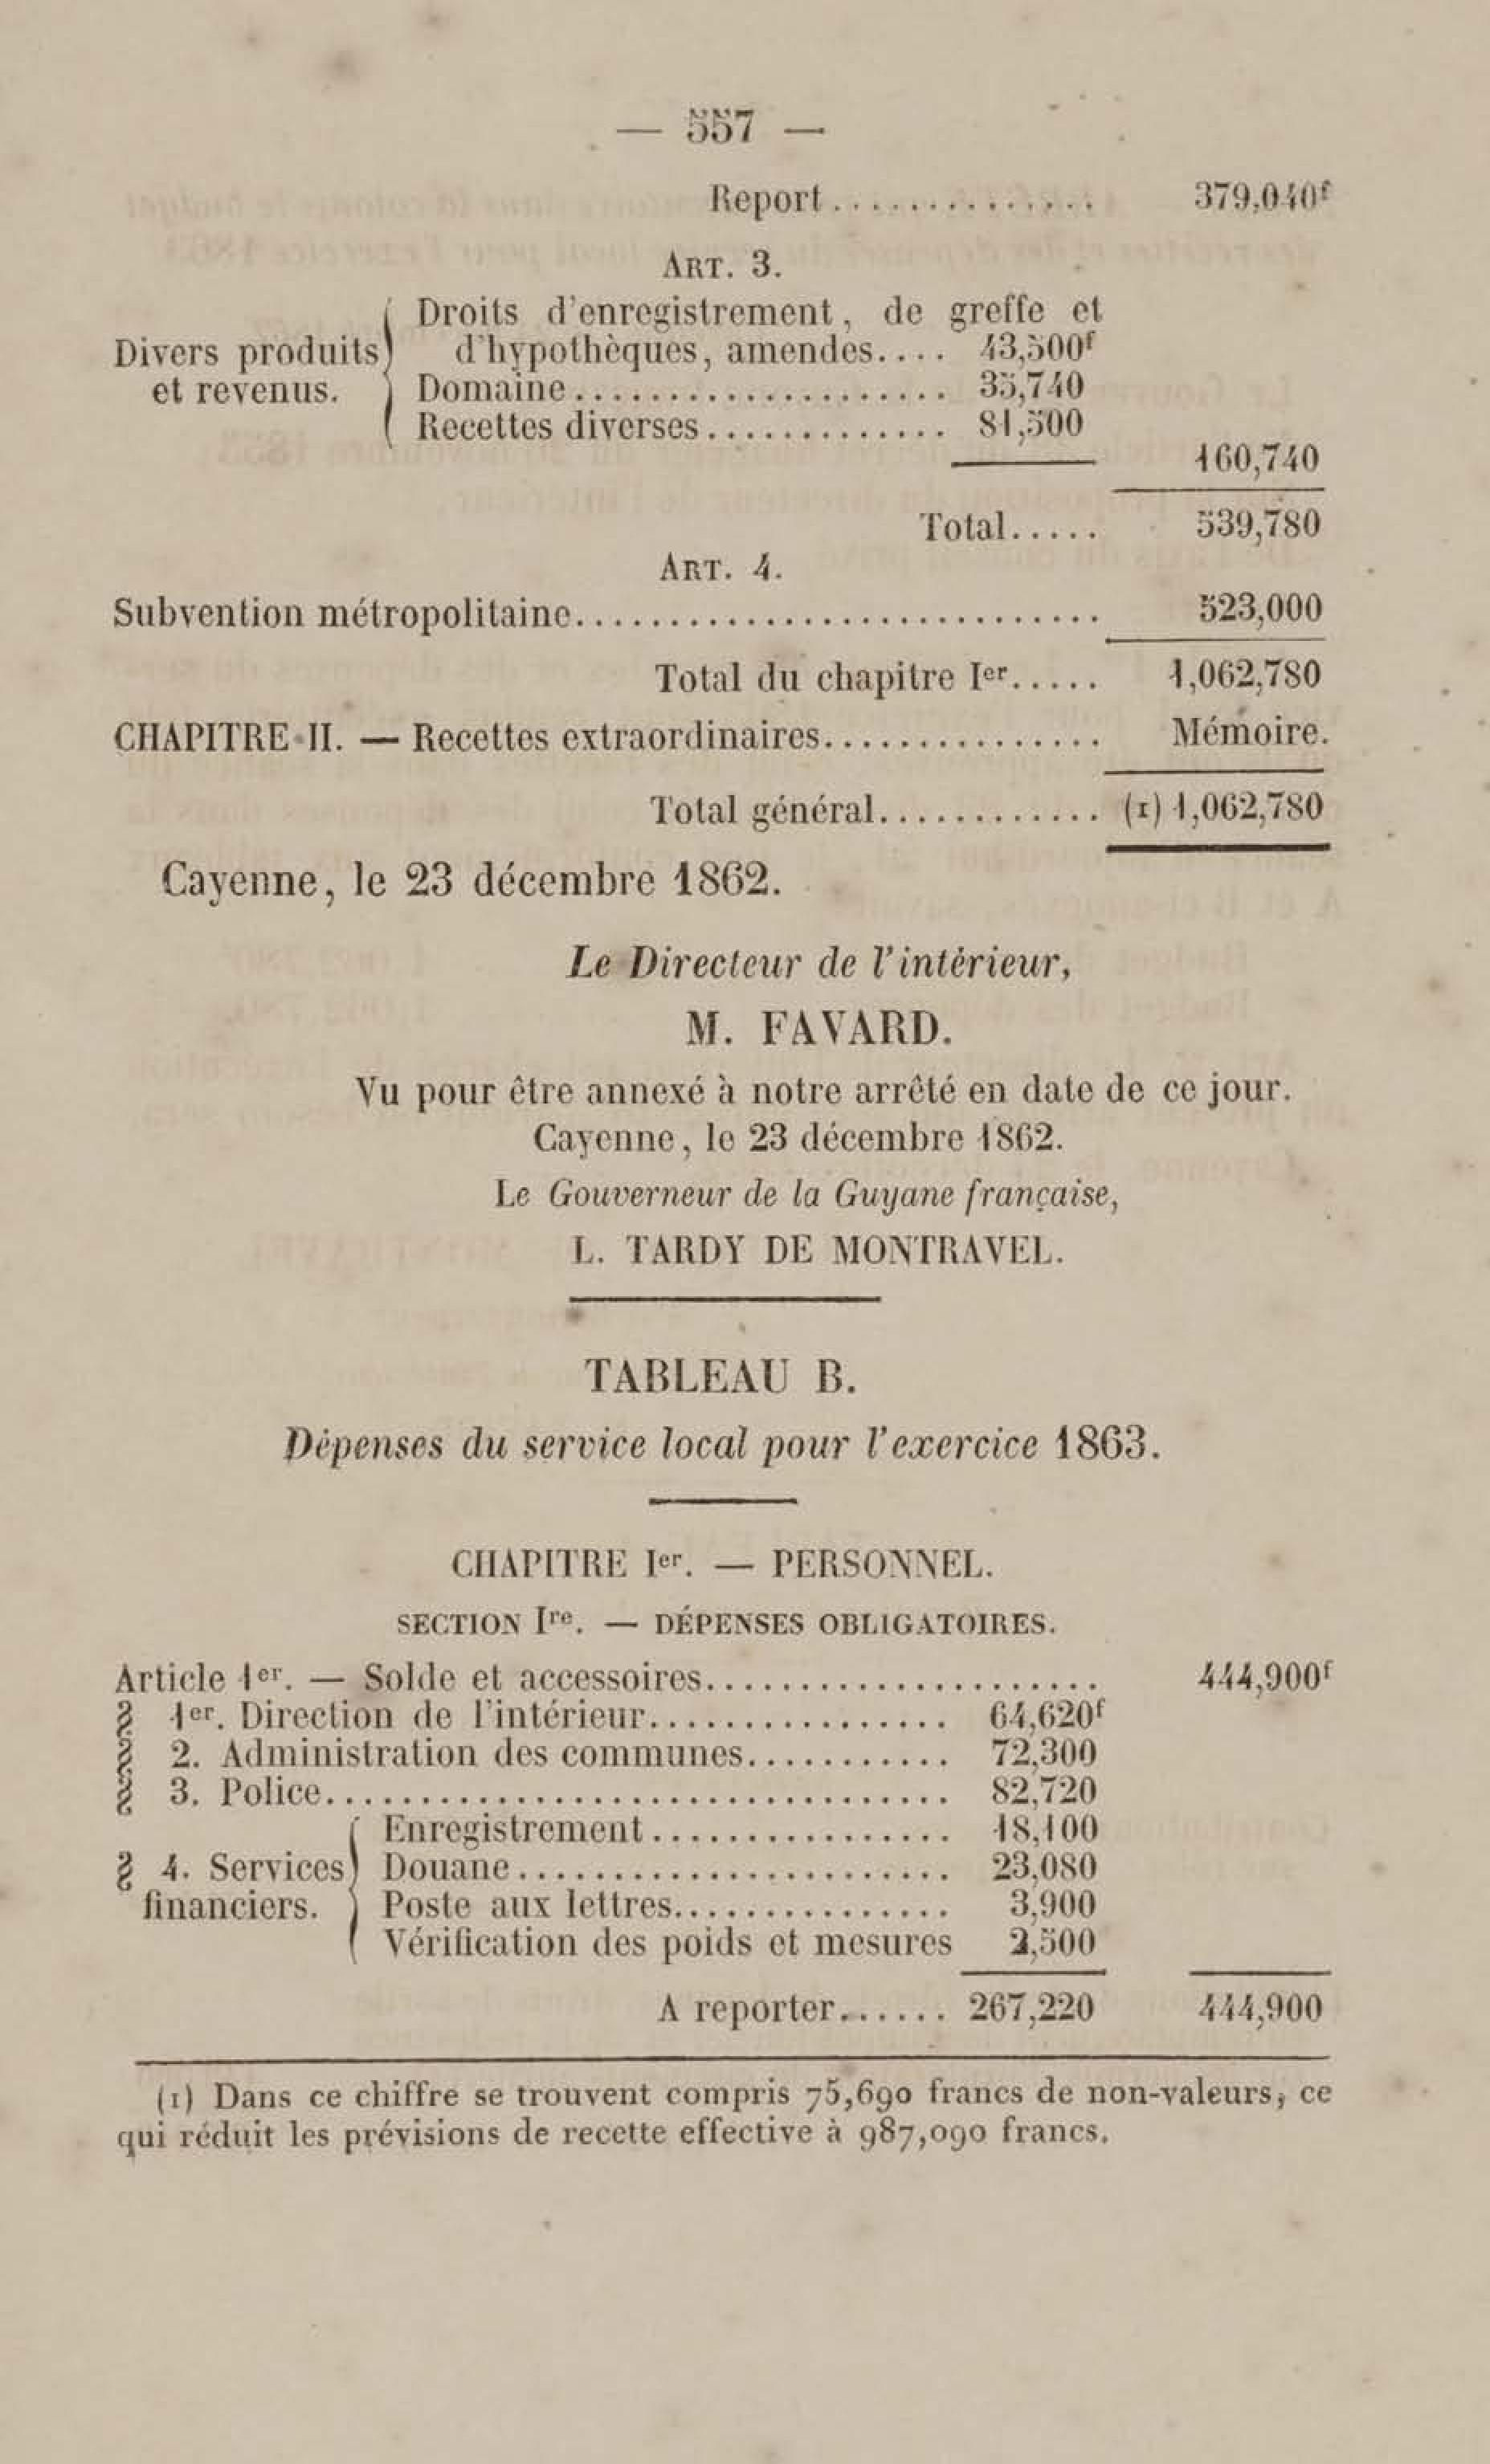 — 557 —
Report.............. 379,040f
ART. 3.
Droits d'enregistrement, de greffe et
Divers produits d'hypothèques, amendes.... 43,500f
et revenus. Domaine.................... 35,740
Recettes diverses............. 81,500
160,740
Total..... 539,780
ART. 4.
Subvention métropolitaine............................ 523,000
Total du chapitre Ier..... 1,062,780
CHAPITRE II. — Recettes extraordinaires............... Mémoire.
Total général............ (1) 1,062,780
Cayenne, le 23 décembre 1862.
Le Directeur de l'intérieur,
M. FAVARD.
Vu pour être annexé à notre arrêté en date de ce jour.
Cayenne, le 23 décembre 1862.
Le Gouverneur de la Guyane française,
L. TARDY DE MONTRAVEL.
TABLEAU B.
Dépenses du service local pour l'exercice 1863.
CHAPITRE Ier. — PERSONNEL.
SECTION Ire. — DÉPENSES OBLIGATOIRES.
Article 1er. — Solde et accessoires..................... 444,900f
§ 1er. Direction de l'intérieur................ 64,620f
§ 2. Administration des communes........... 72,300
§ 3. Police................................. 82,720
Enregistrement................ 18,100
§ 4. Services Douane....................... 23,080
financiers. Poste aux lettres............... 3,900
Vérification des poids et mesures 2,500
A reporter...... 267,220 444,900
(1) Dans ce chiffre se trouvent compris 75,690 francs de non-valeurs, ce
qui réduit les prévisions de recette effective à 987,090 francs.